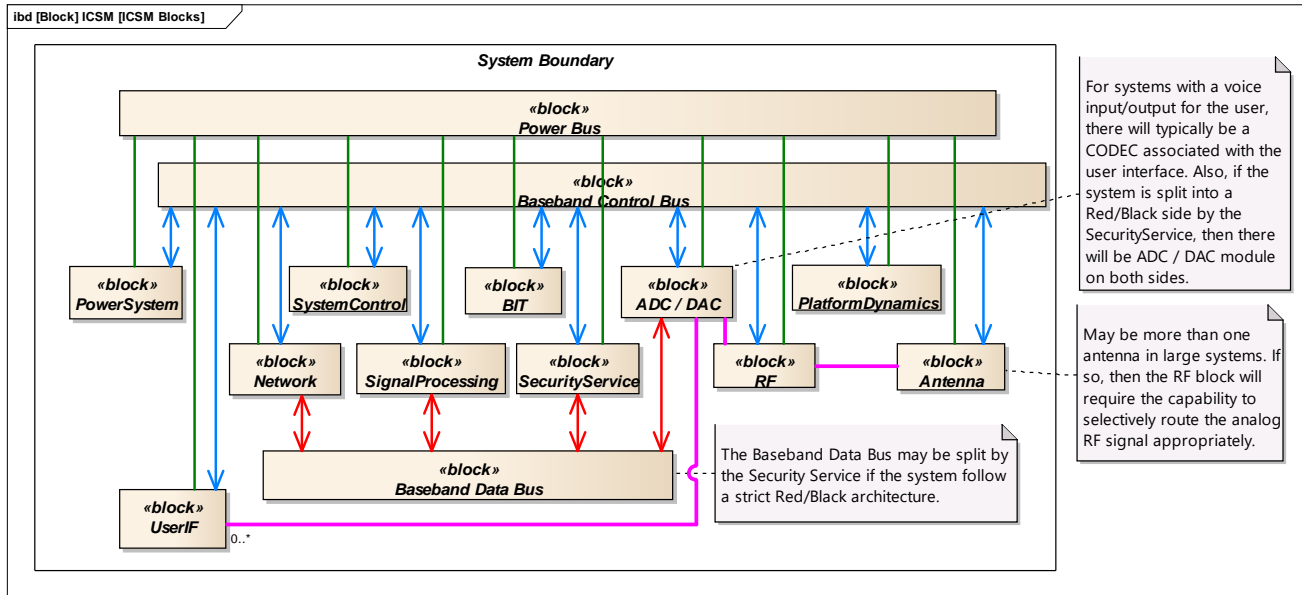 ibd [Block] ICSM [ICSM Blocks]
System Boundary
«block»
Power Bus
«block»
Baseband Control Bus
«block»
PowerSystem
«block»
SystemControl
«block»
BIT
«block»
ADC / DAC
«block»
PlatformDynamics
«block»
Network
«block»
SignalProcessing
«block»
SecurityService
«block»
RF
«block»
Antenna
«block»
Baseband Data Bus
«block»
UserIF
0..*
For systems with a voice
input/output for the user,
there will typically be a
CODEC associated with the
user interface. Also, if the
system is split into a
Red/Black side by the
SecurityService, then there
will be ADC / DAC module
on both sides.
May be more than one
antenna in large systems. If
so, then the RF block will
require the capability to
selectively route the analog
RF signal appropriately.
The Baseband Data Bus may be split by
the Security Service if the system follow
a strict Red/Black architecture.